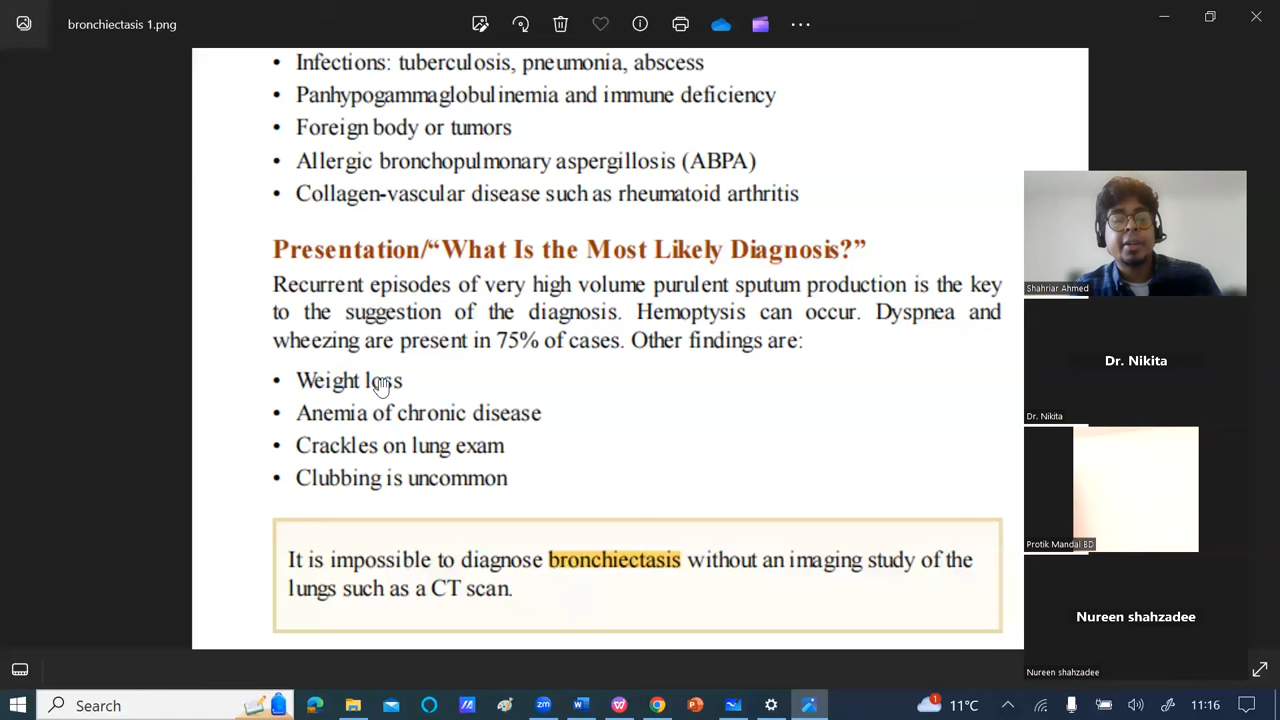 bronchiectasis 1.png
• Infections: tuberculosis, pneumonia, abscess
• Panhypogammaglobulinemia and immune deficiency
• Foreign body or tumors
• Allergic bronchopulmonary aspergillosis (ABPA)
• Collagen-vascular disease such as rheumatoid arthritis
Presentation/“What Is the Most Likely Diagnosis?”
Recurrent episodes of very high volume purulent sputum production is the key
to the suggestion of the diagnosis. Hemoptysis can occur. Dyspnea and
wheezing are present in 75% of cases. Other findings are:
• Weight loss
• Anemia of chronic disease
• Crackles on lung exam
• Clubbing is uncommon
It is impossible to diagnose bronchiectasis without an imaging study of the
lungs such as a CT scan.
Shahriar Ahmed
Dr. Nikita
Dr. Nikita
Protik Mandal BD
Nureen shahzadee
Nureen shahzadee
Search
zm
W
P
1
11°C
11:16